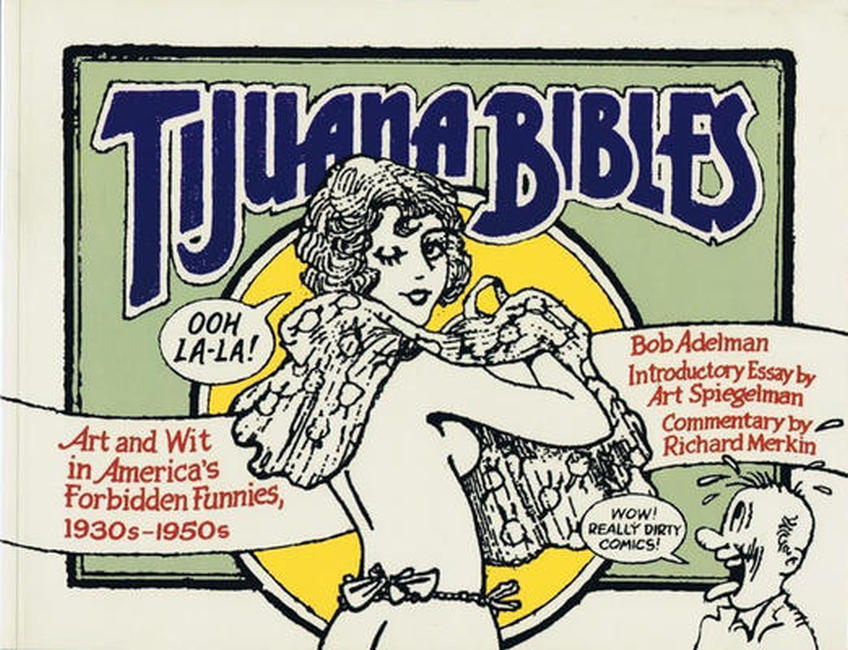 TIJUANA BIBLES
OOH
LA-LA!
Bob Adelman
Introductory Essay by
Art Spiegelman
Commentary by
Richard Merkin
Art and Wit
in America's
Forbidden Funnies,
1930s-1950s
WOW!
REALLY DIRTY
COMICS!